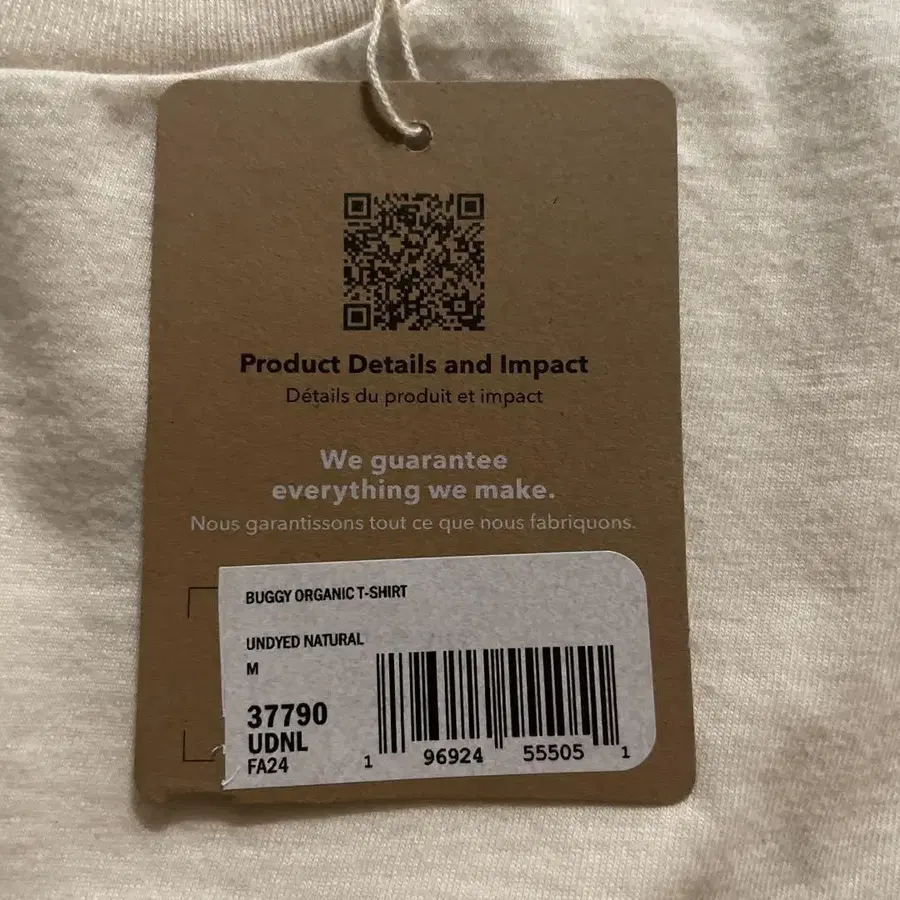 Product Details and Impact
Détails du produit et impact
We guarantee
everything we make.
Nous garantissons tout ce que nous fabriquons.
BUGGY ORGANIC T-SHIRT
UNDYED NATURAL
M
37790
UDNL
FA24
1 96924 55505 1